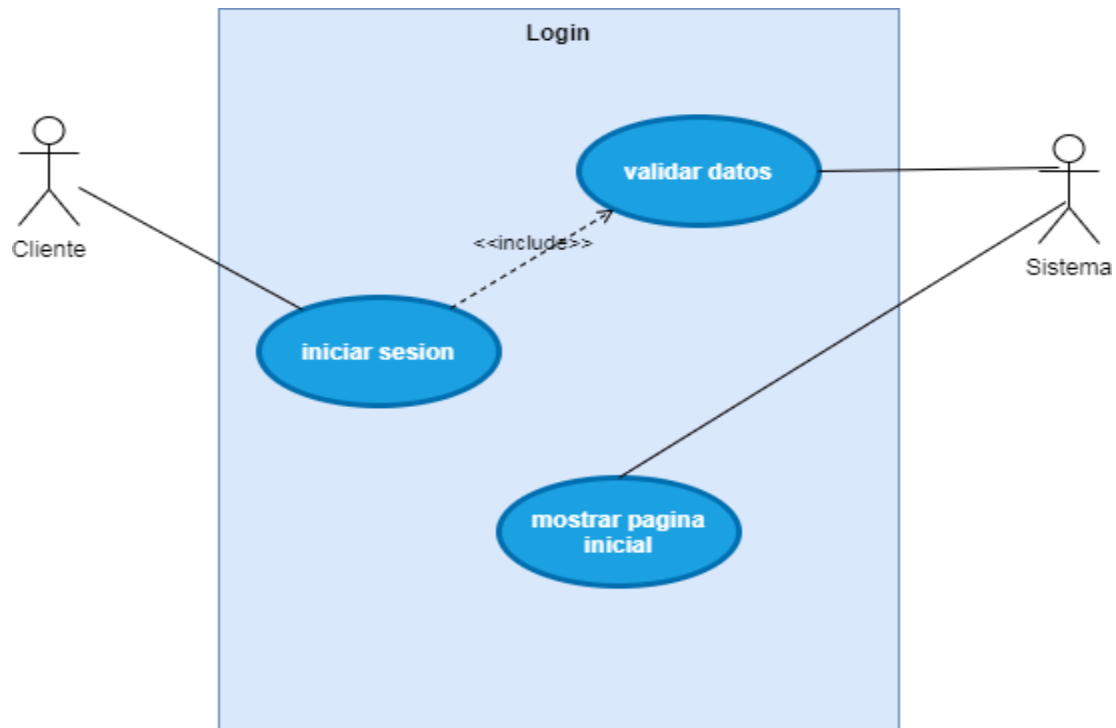 Login
validar datos
Cliente
<<include>>
Sistema
iniciar sesion
mostrar pagina
inicial